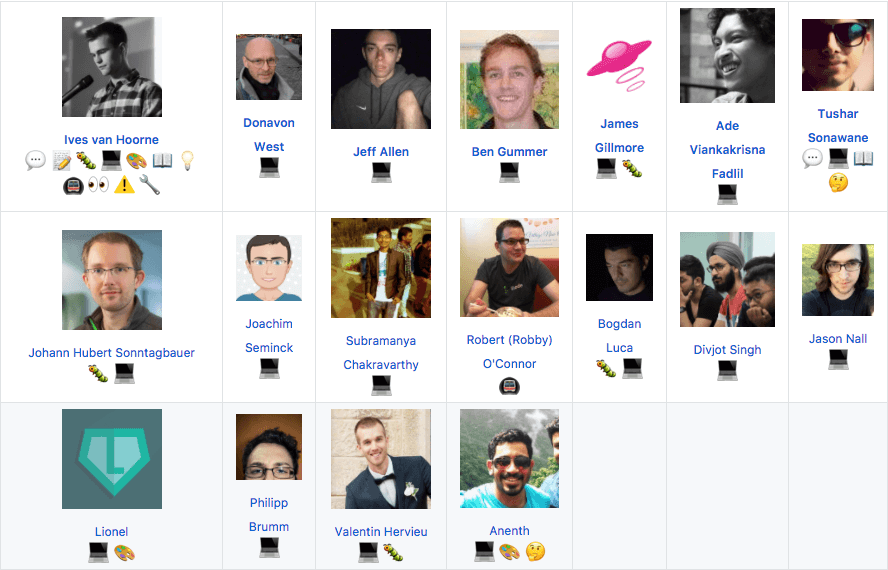 Ives van Hoorne
Donavon
West
Jeff Allen
Ben Gummer
James
Gillmore
Ade
Viankakrisna
Fadlil
Tushar
Sonawane
Johann Hubert Sonntagbauer
Joachim
Seminck
Subramanya
Chakravarthy
Robert (Robby)
O'Connor
Bogdan
Luca
Divjot Singh
Jason Nall
L
Lionel
Philipp
Brumm
Valentin Hervieu
Anenth